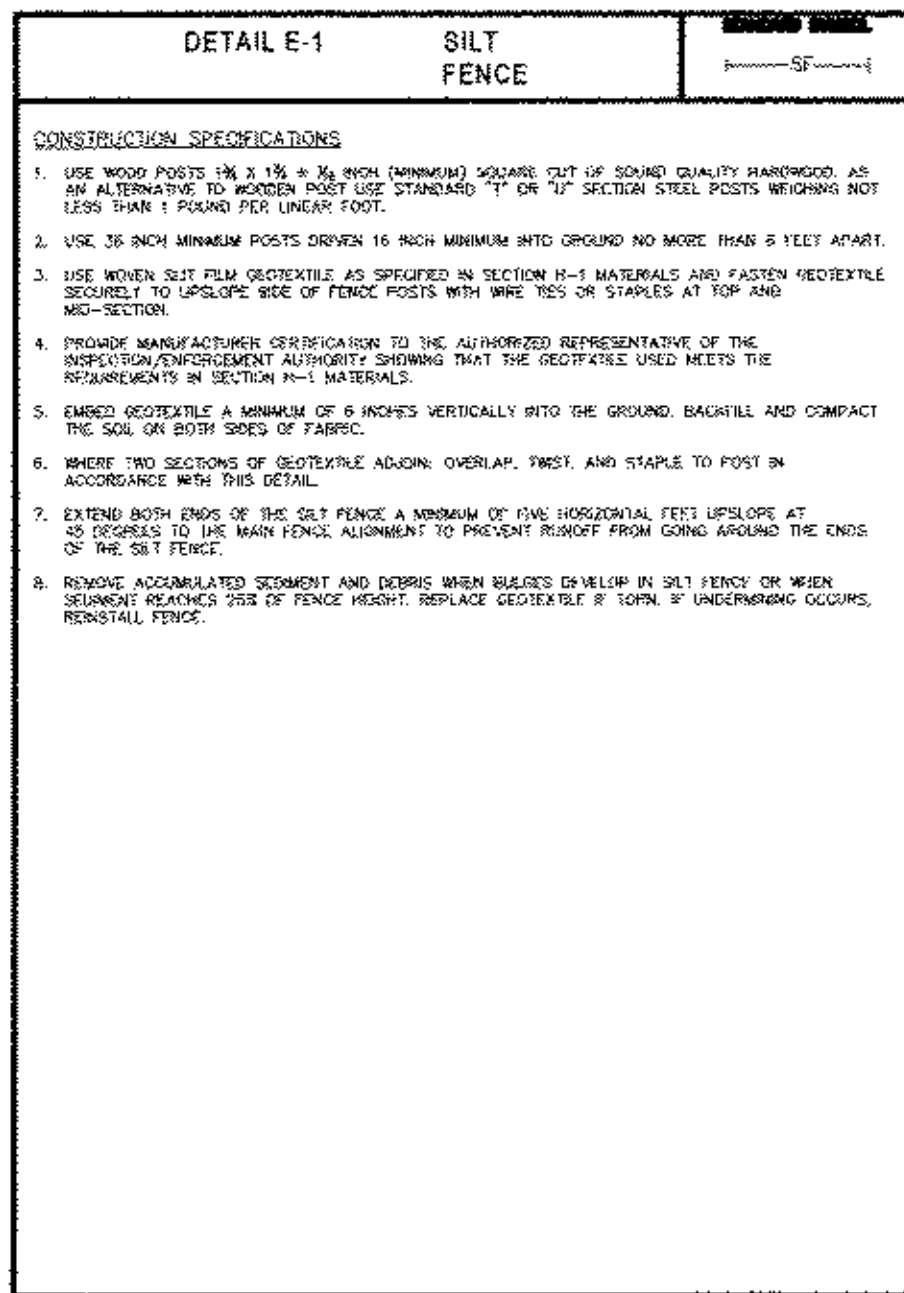 DETAIL E-1
SILT
FENCE
SF
CONSTRUCTION SPECIFICATIONS
1. USE WOOD POSTS 1¾ X 1¾ ± INCH (MINIMUM) SQUARE CUT OF SOUND QUALITY HARDWOOD. AS
AN ALTERNATIVE TO WOODEN POST USE STANDARD "T" OR "U" SECTION STEEL POSTS WEIGHING NOT
LESS THAN 1 POUND PER LINEAR FOOT.
2. USE 36 INCH MINIMUM POSTS DRIVEN 16 INCH MINIMUM INTO GROUND NO MORE THAN 6 FEET APART.
3. USE WOVEN SLIT FILM GEOTEXTILE AS SPECIFIED IN SECTION H-1 MATERIALS AND FASTEN GEOTEXTILE
SECURELY TO UPSLOPE SIDE OF FENCE POSTS WITH WIRE TIES OR STAPLES AT TOP AND
MID-SECTION.
4. PROVIDE MANUFACTURER CERTIFICATION TO THE AUTHORIZED REPRESENTATIVE OF THE
INSPECTION/ENFORCEMENT AUTHORITY SHOWING THAT THE GEOTEXTILE USED MEETS THE
REQUIREMENTS IN SECTION H-1 MATERIALS.
5. EMBED GEOTEXTILE A MINIMUM OF 8 INCHES VERTICALLY INTO THE GROUND. BACKFILL AND COMPACT
THE SOIL ON BOTH SIDES OF FABRIC.
6. WHERE TWO SECTIONS OF GEOTEXTILE ADJOIN: OVERLAP, TWIST, AND STAPLE TO POST IN
ACCORDANCE WITH THIS DETAIL.
7. EXTEND BOTH ENDS OF THE SILT FENCE A MINIMUM OF FIVE HORIZONTAL FEET UPSLOPE AT
45 DEGREES TO THE MAIN FENCE ALIGNMENT TO PREVENT RUNOFF FROM GOING AROUND THE ENDS
OF THE SILT FENCE.
8. REMOVE ACCUMULATED SEDIMENT AND DEBRIS WHEN BULGES DEVELOP IN SILT FENCE OR WHEN
SEDIMENT REACHES 25% OF FENCE HEIGHT. REPLACE GEOTEXTILE IF TORN. IF UNDERMINING OCCURS,
REINSTALL FENCE.